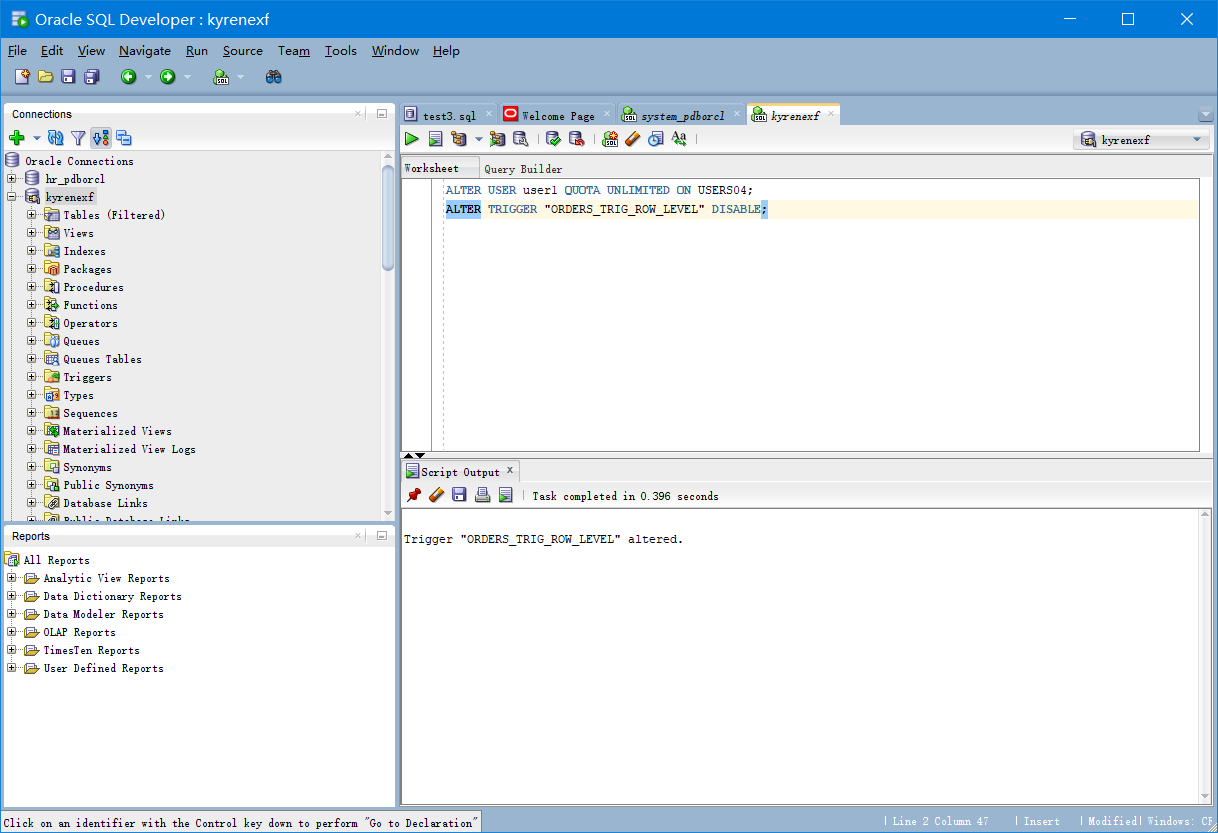 Oracle SQL Developer : kyrenexf
File Edit View Navigate Run Source Team Tools Window Help
Connections
Oracle Connections
hr_pdborcl
kyrenexf
Tables (Filtered)
Views
Indexes
Packages
Procedures
Functions
Operators
Queues
Queues Tables
Triggers
Types
Sequences
Materialized Views
Materialized View Logs
Synonyms
Public Synonyms
Database Links
Public Database Links
Reports
All Reports
Analytic View Reports
Data Dictionary Reports
Data Modeler Reports
OLAP Reports
TimesTen Reports
User Defined Reports
test3.sql Welcome Page system_pdborcl kyrenexf
kyrenexf
Worksheet Query Builder
ALTER USER user1 QUOTA UNLIMITED ON USERS04;
ALTER TRIGGER "ORDERS_TRIG_ROW_LEVEL" DISABLE;
Script Output x
Task completed in 0.396 seconds
Trigger "ORDERS_TRIG_ROW_LEVEL" altered.
Click on an identifier with the Control key down to perform "Go to Declaration"
Line 2 Column 47 Insert Modified Windows: CF